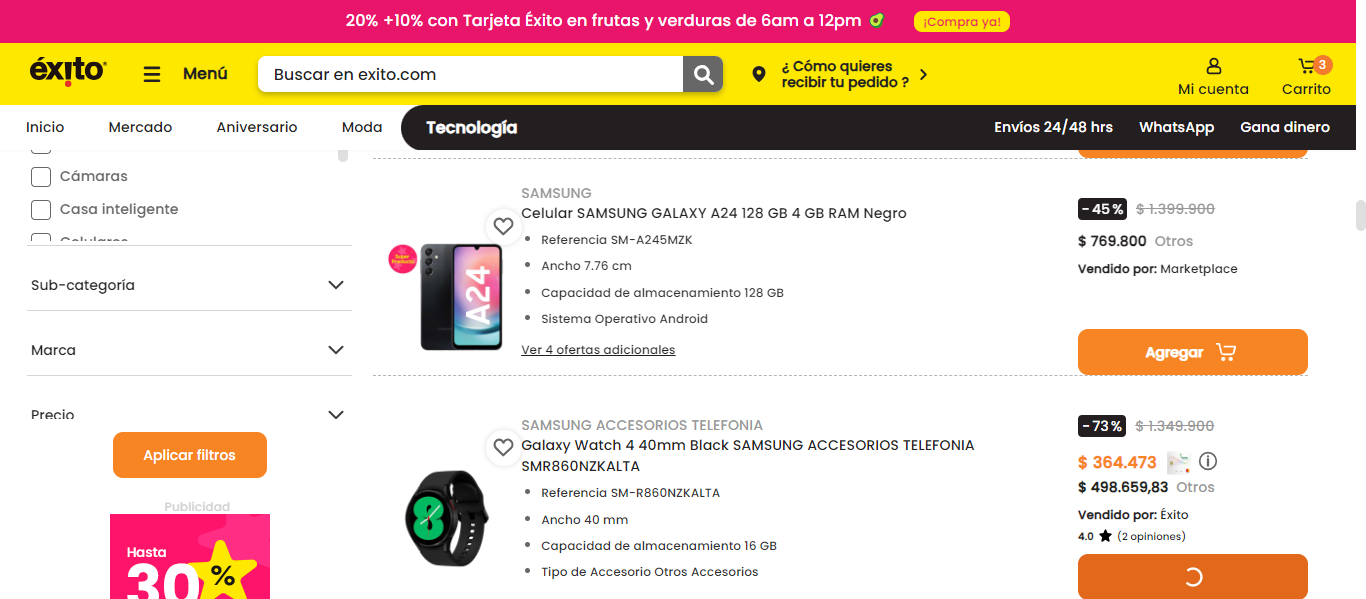 20% +10% con Tarjeta Éxito en frutas y verduras de 6am a 12pm
¡Compra ya!
éxito
Menú
Buscar en exito.com
¿ Cómo quieres
recibir tu pedido ?
Mi cuenta
3
Carrito
Inicio
Mercado
Aniversario
Moda
Tecnología
Envíos 24/48 hrs
WhatsApp
Gana dinero
Cámaras
Casa inteligente
Celulares
Sub-categoría
Marca
Precio
Aplicar filtros
Publicidad
Hasta
30 %
SAMSUNG
Celular SAMSUNG GALAXY A24 128 GB 4 GB RAM Negro
Referencia SM-A245MZK
Ancho 7.76 cm
Capacidad de almacenamiento 128 GB
Sistema Operativo Android
Ver 4 ofertas adicionales
Super
Productos
A24
- 45 % $ 1.399.900
$ 769.800 Otros
Vendido por: Marketplace
Agregar
SAMSUNG ACCESORIOS TELEFONIA
Galaxy Watch 4 40mm Black SAMSUNG ACCESORIOS TELEFONIA
SMR860NZKALTA
Referencia SM-R860NZKALTA
Ancho 40 mm
Capacidad de almacenamiento 16 GB
Tipo de Accesorio Otros Accesorios
- 73 % $ 1.349.900
$ 364.473
$ 498.659,83 Otros
Vendido por: Éxito
4.0 (2 opiniones)